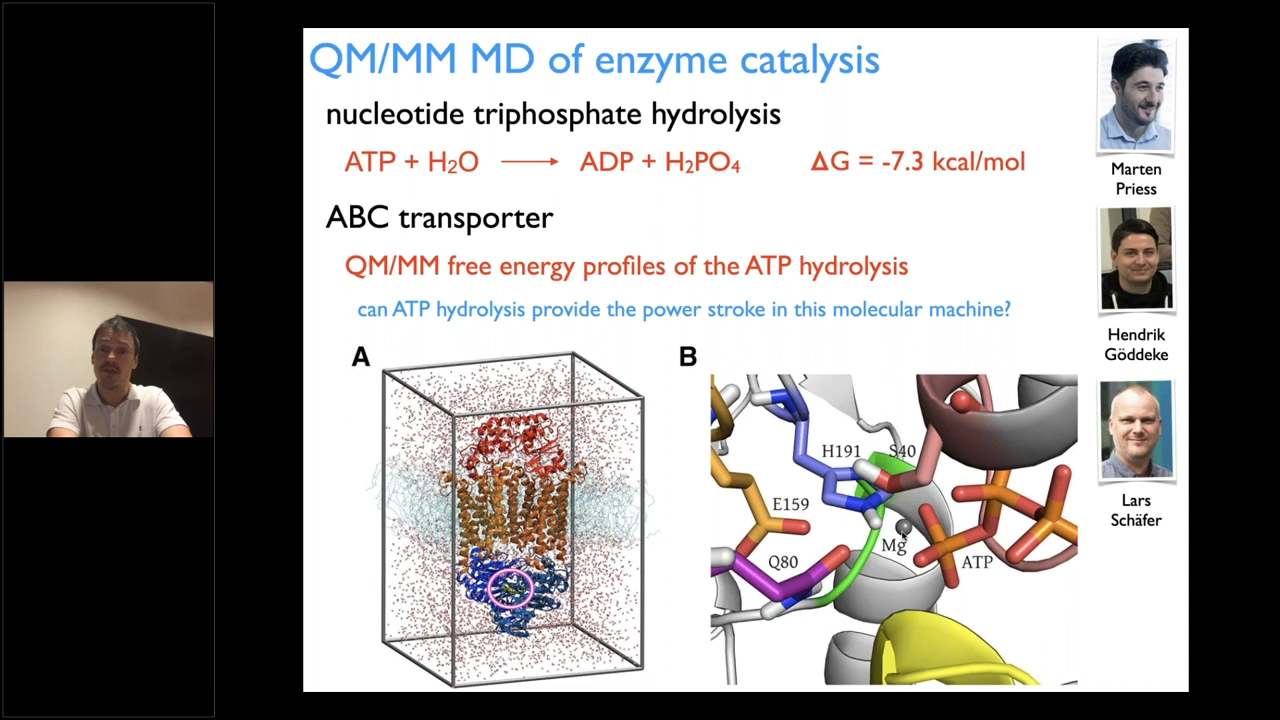 QM/MM MD of enzyme catalysis
nucleotide triphosphate hydrolysis
ATP + H₂O ⟶ ADP + H₂PO₄ ΔG = -7.3 kcal/mol
ABC transporter
QM/MM free energy profiles of the ATP hydrolysis
can ATP hydrolysis provide the power stroke in this molecular machine?
A
B
H191
S40
E159
Mg
Q80
ATP
Marten
Priess
Hendrik
Göddeke
Lars
Schäfer